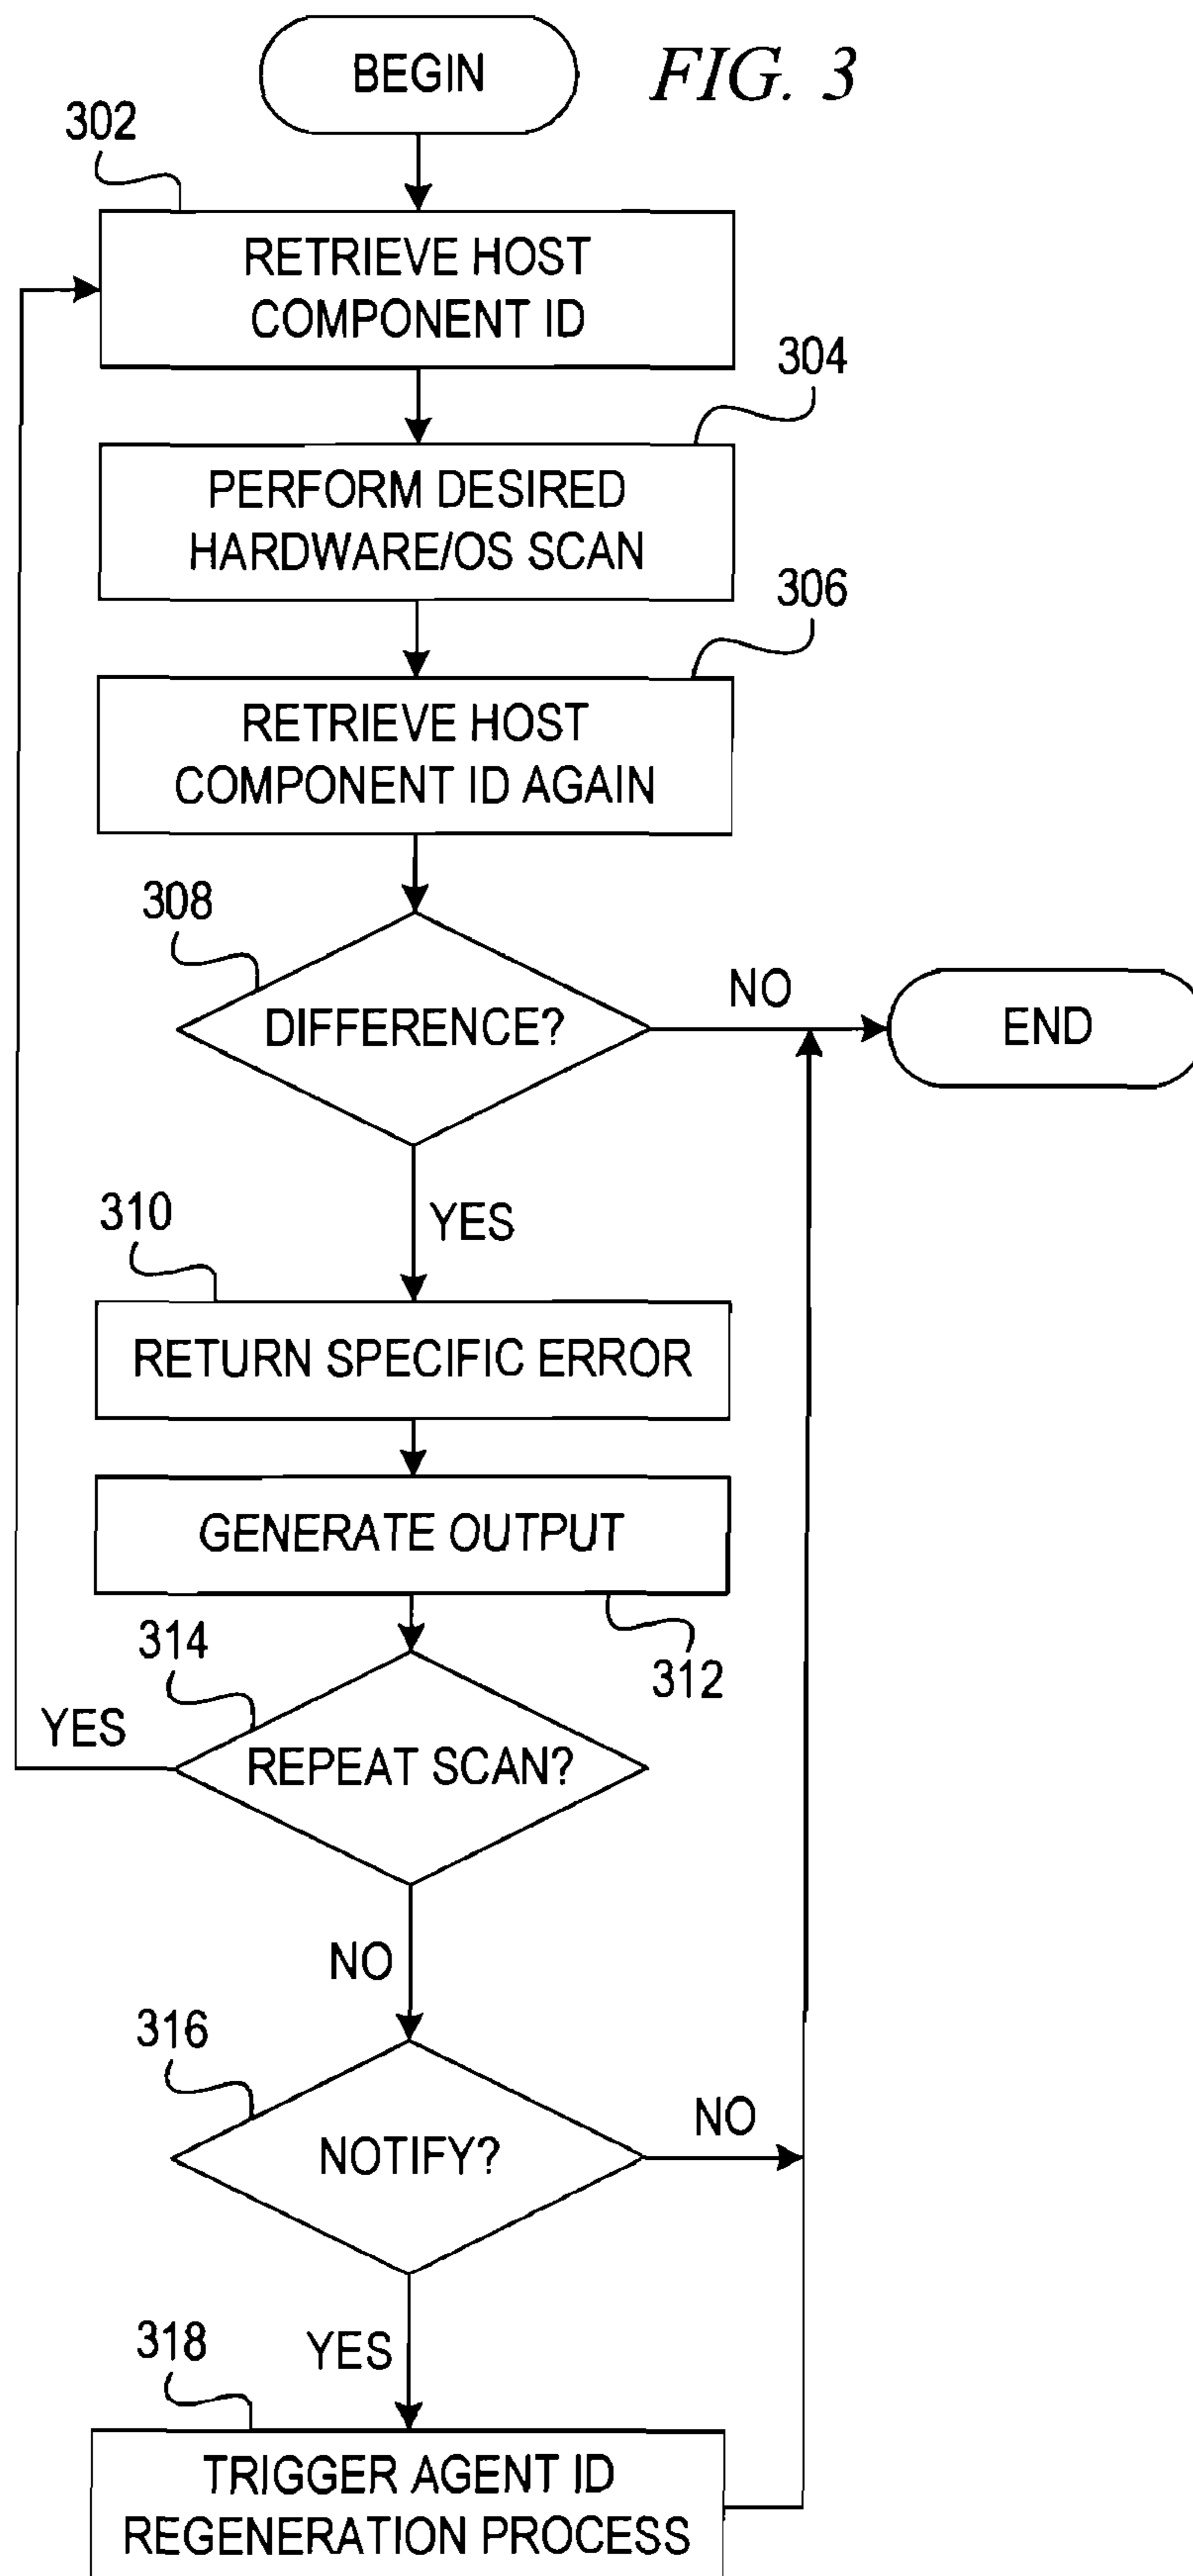 BEGIN
FIG. 3
302
RETRIEVE HOST
COMPONENT ID
304
PERFORM DESIRED
HARDWARE/OS SCAN
306
RETRIEVE HOST
COMPONENT ID AGAIN
308
DIFFERENCE?
NO
END
YES
310
RETURN SPECIFIC ERROR
GENERATE OUTPUT
312
314
YES
REPEAT SCAN?
NO
316
NOTIFY?
NO
YES
318
TRIGGER AGENT ID
REGENERATION PROCESS